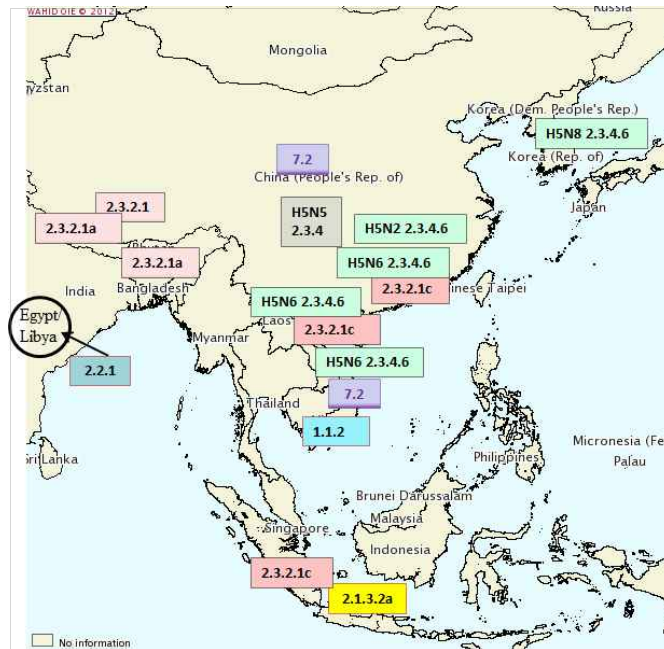 WAHID OIE © 2012
Russia
Mongolia
gyzstan
Korea (Dem. People's Rep.)
H5N8 2.3.4.6
Korea (Rep. of)
7.2
China (People's Rep. of)
Japan
2.3.2.1
H5N5
2.3.4
2.3.2.1a
H5N2 2.3.4.6
2.3.2.1a
H5N6 2.3.4.6
India
Bangladesh
2.3.2.1c
inese Taipei
H5N6 2.3.4.6
Egypt/
Libya
Laos
2.3.2.1c
Myanmar
2.2.1
H5N6 2.3.4.6
7.2
Thailand
1.1.2
Micronesia (Fe
Sri Lanka
Philippines
Palau
Brunei Darussalam
Malaysia
Singapore
Indonesia
2.3.2.1c
2.1.3.2a
No information